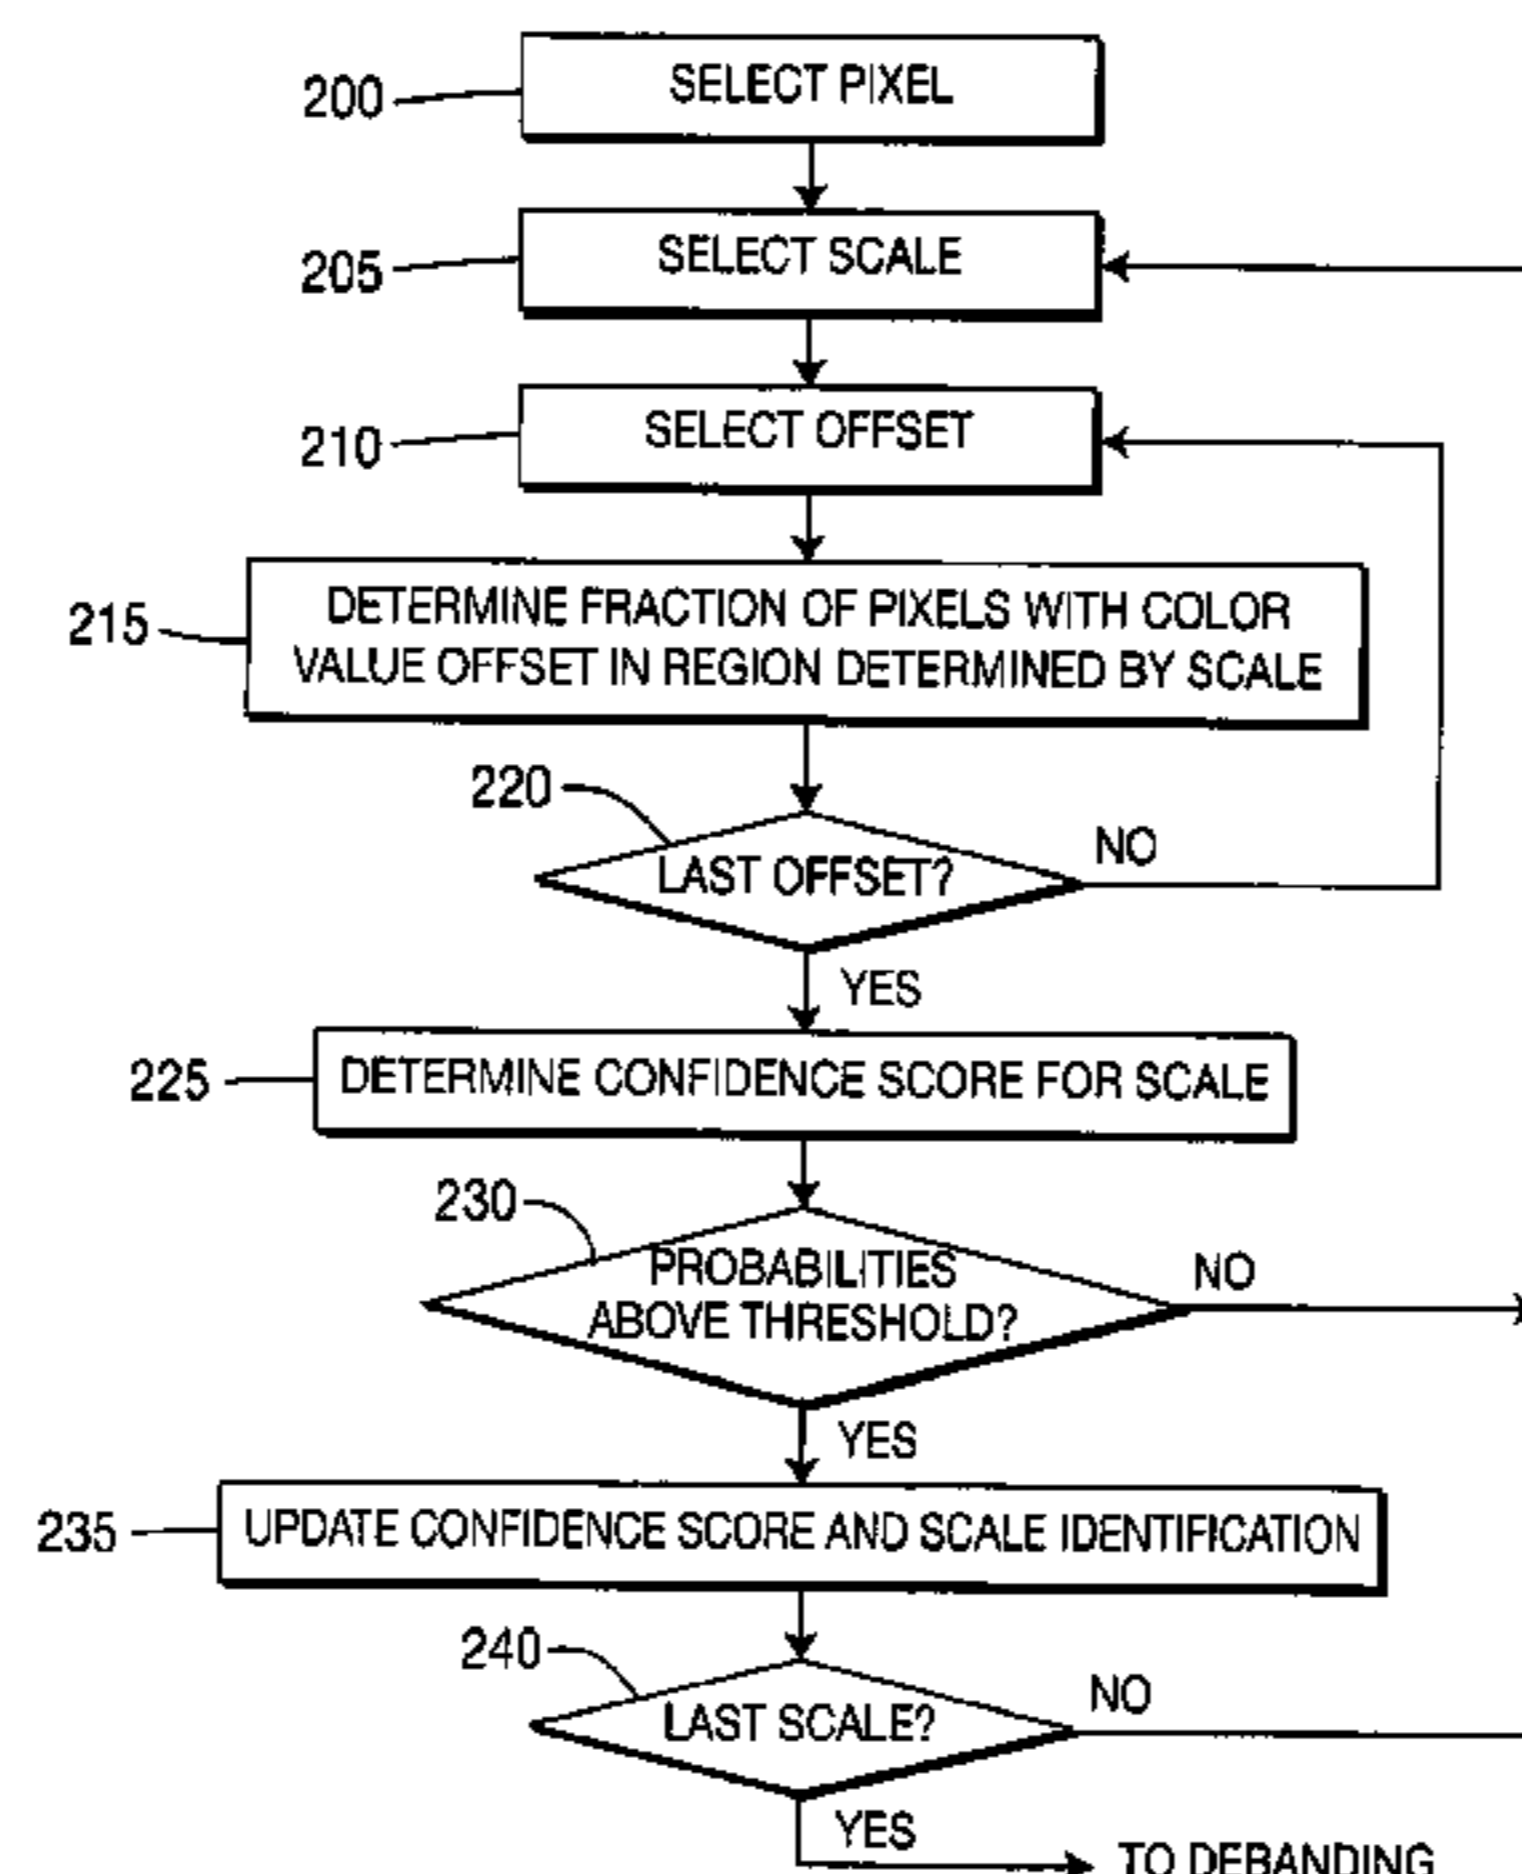 200
SELECT PIXEL
205
SELECT SCALE
210
SELECT OFFSET
215
DETERMINE FRACTION OF PIXELS WITH COLOR
VALUE OFFSET IN REGION DETERMINED BY SCALE
220
LAST OFFSET?
NO
YES
225
DETERMINE CONFIDENCE SCORE FOR SCALE
230
PROBABILITIES
ABOVE THRESHOLD?
NO
YES
235
UPDATE CONFIDENCE SCORE AND SCALE IDENTIFICATION
240
LAST SCALE?
NO
YES
TO DEBANDING